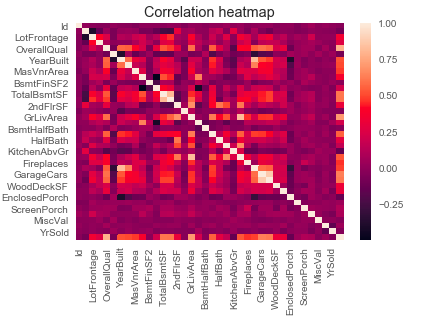 Correlation heatmap
Id
LotFrontage
OverallQual
YearBuilt
MasVnrArea
BsmtFinSF2
TotalBsmtSF
2ndFlrSF
GrLivArea
BsmtHalfBath
HalfBath
KitchenAbvGr
Fireplaces
GarageCars
WoodDeckSF
EnclosedPorch
ScreenPorch
MiscVal
YrSold
1.00
0.75
0.50
0.25
0.00
−0.25
Id
LotFrontage
OverallQual
YearBuilt
MasVnrArea
BsmtFinSF2
TotalBsmtSF
2ndFlrSF
GrLivArea
BsmtHalfBath
HalfBath
KitchenAbvGr
Fireplaces
GarageCars
WoodDeckSF
EnclosedPorch
ScreenPorch
MiscVal
YrSold